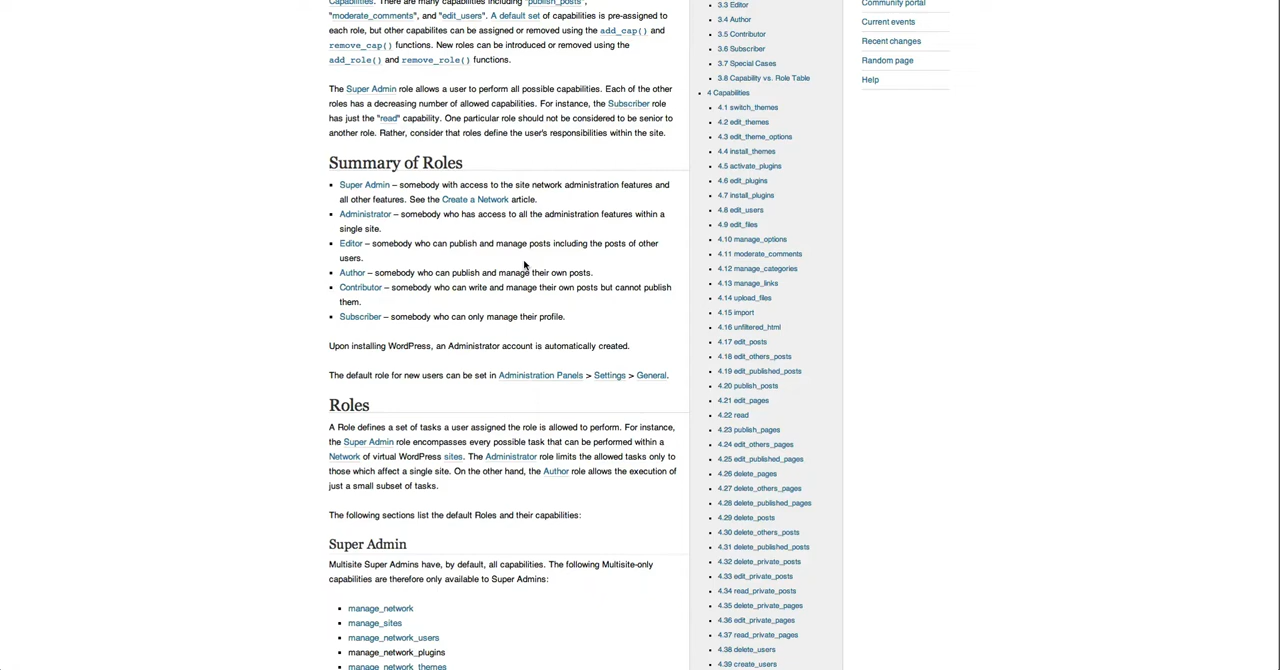 Capabilities. There are many capabilities including "publish_posts",
"moderate_comments", and "edit_users". A default set of capabilities is pre-assigned to
each role, but other capabilites can be assigned or removed using the add_cap() and
remove_cap() functions. New roles can be introduced or removed using the
add_role() and remove_role() functions.
The Super Admin role allows a user to perform all possible capabilities. Each of the other
roles has a decreasing number of allowed capabilities. For instance, the Subscriber role
has just the "read" capability. One particular role should not be considered to be senior to
another role. Rather, consider that roles define the user's responsibilities within the site.
Summary of Roles
▪ Super Admin – somebody with access to the site network administration features and
all other features. See the Create a Network article.
▪ Administrator – somebody who has access to all the administration features within a
single site.
▪ Editor – somebody who can publish and manage posts including the posts of other
users.
▪ Author – somebody who can publish and manage their own posts.
▪ Contributor – somebody who can write and manage their own posts but cannot publish
them.
▪ Subscriber – somebody who can only manage their profile.
Upon installing WordPress, an Administrator account is automatically created.
The default role for new users can be set in Administration Panels > Settings > General.
Roles
A Role defines a set of tasks a user assigned the role is allowed to perform. For instance,
the Super Admin role encompasses every possible task that can be performed within a
Network of virtual WordPress sites. The Administrator role limits the allowed tasks only to
those which affect a single site. On the other hand, the Author role allows the execution of
just a small subset of tasks.
The following sections list the default Roles and their capabilities:
Super Admin
Multisite Super Admins have, by default, all capabilities. The following Multisite-only
capabilities are therefore only available to Super Admins:
▪ manage_network
▪ manage_sites
▪ manage_network_users
▪ manage_network_plugins
▪ manage_network_themes
3.3 Editor
3.4 Author
3.5 Contributor
3.6 Subscriber
3.7 Special Cases
3.8 Capability vs. Role Table
4 Capabilities
4.1 switch_themes
4.2 edit_themes
4.3 edit_theme_options
4.4 install_themes
4.5 activate_plugins
4.6 edit_plugins
4.7 install_plugins
4.8 edit_users
4.9 edit_files
4.10 manage_options
4.11 moderate_comments
4.12 manage_categories
4.13 manage_links
4.14 upload_files
4.15 import
4.16 unfiltered_html
4.17 edit_posts
4.18 edit_others_posts
4.19 edit_published_posts
4.20 publish_posts
4.21 edit_pages
4.22 read
4.23 publish_pages
4.24 edit_others_pages
4.25 edit_published_pages
4.26 delete_pages
4.27 delete_others_pages
4.28 delete_published_pages
4.29 delete_posts
4.30 delete_others_posts
4.31 delete_published_posts
4.32 delete_private_posts
4.33 edit_private_posts
4.34 read_private_posts
4.35 delete_private_pages
4.36 edit_private_pages
4.37 read_private_pages
4.38 delete_users
4.39 create_users
Community portal
Current events
Recent changes
Random page
Help